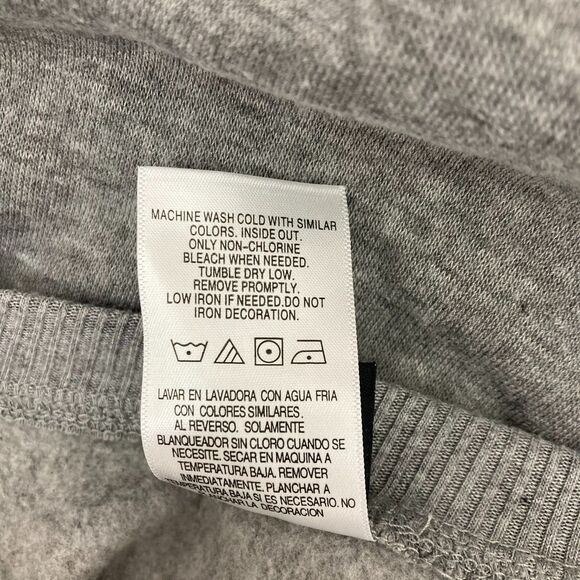 MACHINE WASH COLD WITH SIMILAR
COLORS. INSIDE OUT.
ONLY NON-CHLORINE
BLEACH WHEN NEEDED.
TUMBLE DRY LOW.
REMOVE PROMPTLY.
LOW IRON IF NEEDED.DO NOT
IRON DECORATION.
LAVAR EN LAVADORA CON AGUA FRIA
CON COLORES SIMILARES.
AL REVERSO. SOLAMENTE
BLANQUEADOR SIN CLORO CUANDO SE
NECESITE. SECAR EN MAQUINA A
TEMPERATURA BAJA. REMOVER
INMEDIATAMENTE. PLANCHAR A
TEMPERATURA BAJA SI ES NECESARIO. NO
PLANCHAR LA DECORACION